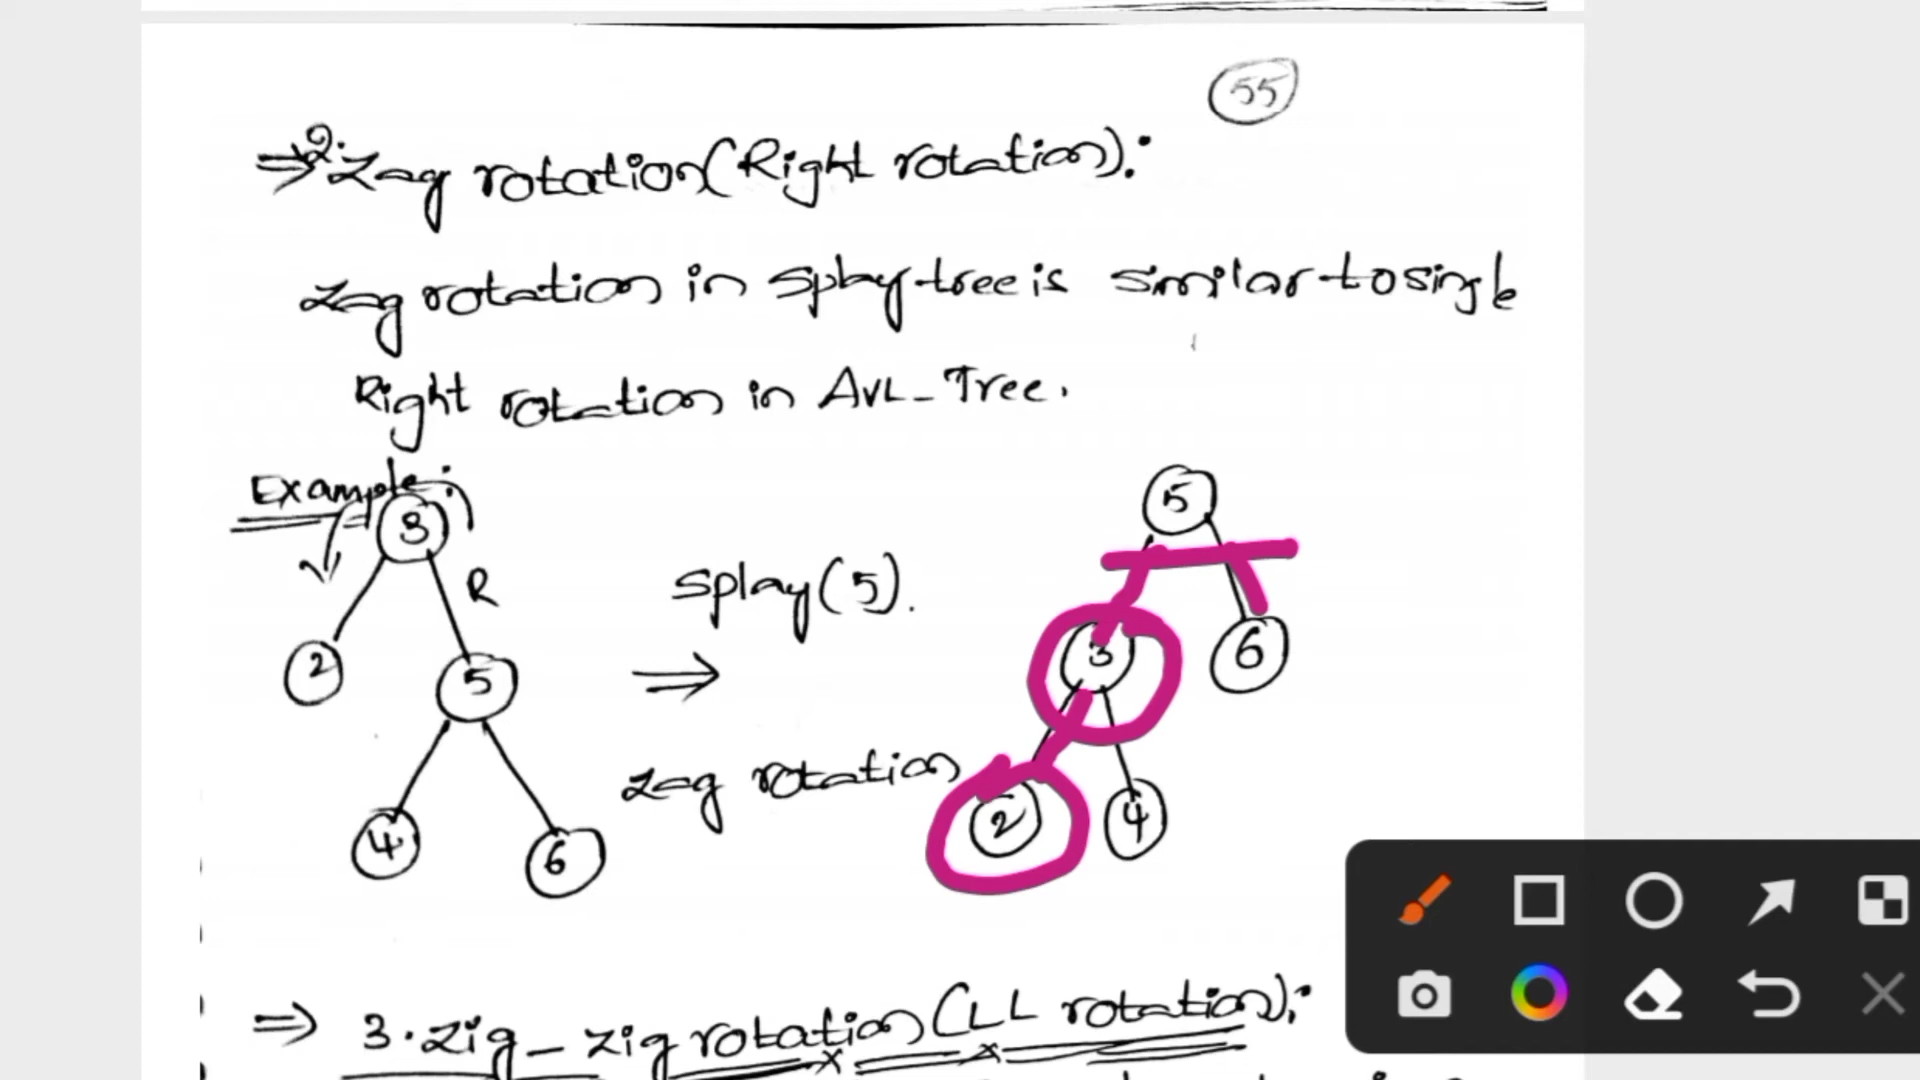 55
⇒ 2. Zag rotation (Right rotation):
Zag rotation in splay tree is similar to single
Right rotation in AVL-Tree.
Example:
3
R
2
5
4
6
Splay(5).
⇒
Zag rotation
5
3
6
2
4
⇒ 3. Zig-zig rotation (LL rotation):